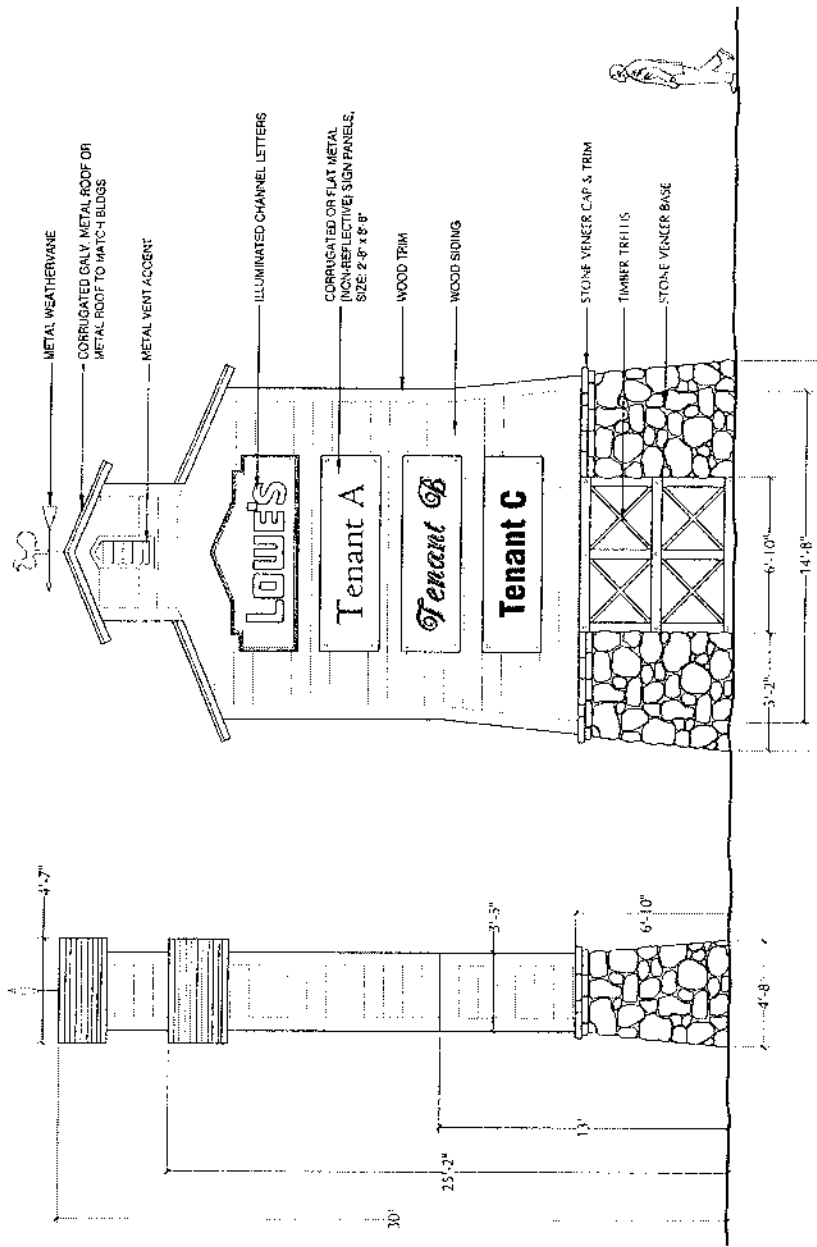 METAL WEATHERVANE
CORRUGATED GALV. METAL ROOF OR
METAL ROOF TO MATCH BLDGS
METAL VENT ACCENT
ILLUMINATED CHANNEL LETTERS
CORRUGATED OR FLAT METAL
(NON-REFLECTIVE) SIGN PANELS,
SIZE: 2'-8" x 8'-8"
WOOD TRIM
WOOD SIDING
STONE VENEER CAP & TRIM
TIMBER TRELLIS
STONE VENEER BASE
LOWE'S
Tenant A
Tenant B
Tenant C
6'-10"
14'-8"
5'-2"
4'-7"
3'-5"
6'-10"
4'-8"
13'
25'-2"
30'